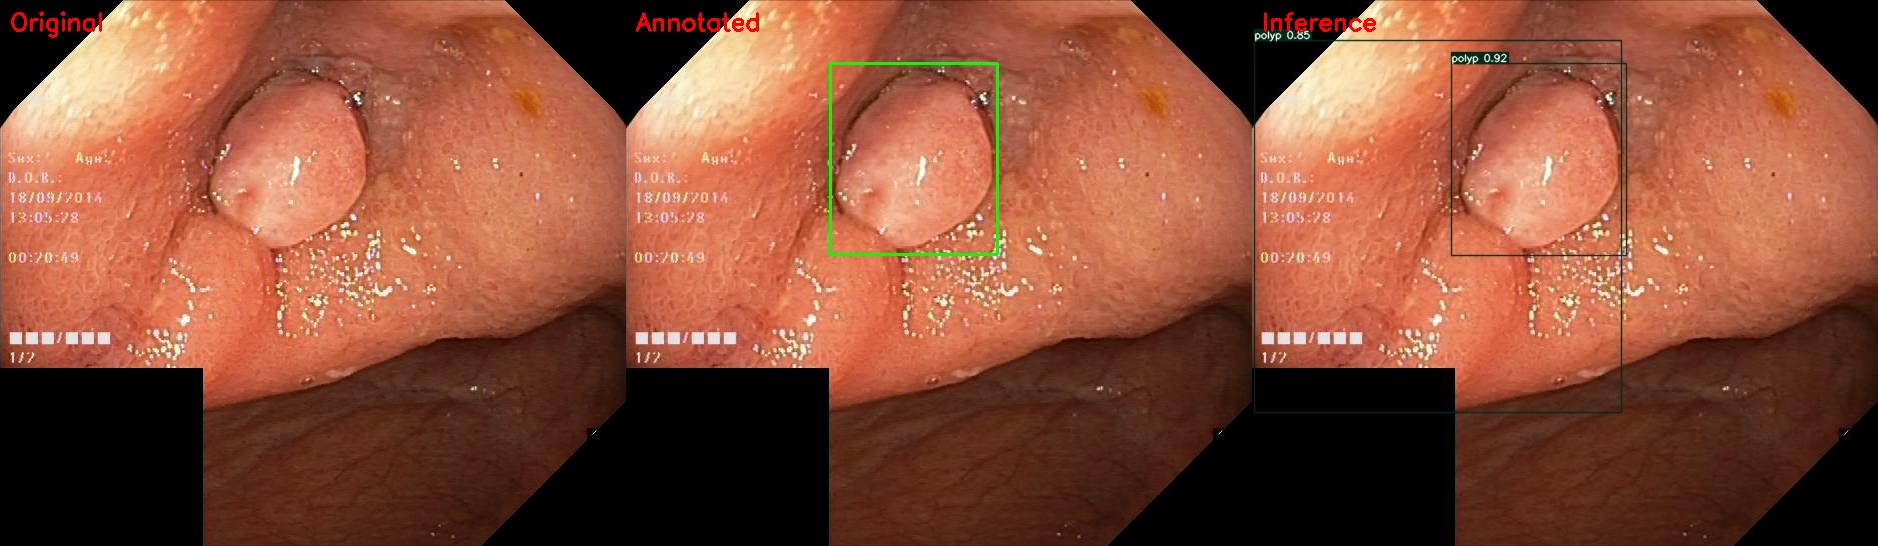 Original
Sex: Age:
D.O.B.:
18/09/2014
13:05:28
00:20:49
■■■/■■■
1/2
Annotated
Sex: Age:
D.O.B.:
18/09/2014
13:05:28
00:20:49
■■■/■■■
1/2
Inference
polyp 0.85
polyp 0.92
Sex: Age:
D.O.B.:
18/09/2014
13:05:28
00:20:49
■■■/■■■
1/2